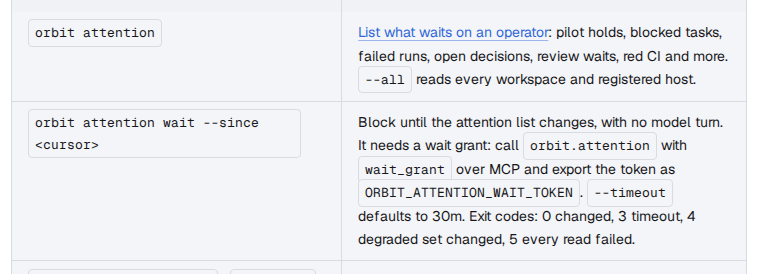 orbit attention
List what waits on an operator: pilot holds, blocked tasks,
failed runs, open decisions, review waits, red CI and more.
--all reads every workspace and registered host.
orbit attention wait --since
<cursor>
Block until the attention list changes, with no model turn.
It needs a wait grant: call orbit.attention with
wait_grant over MCP and export the token as
ORBIT_ATTENTION_WAIT_TOKEN . --timeout
defaults to 30m. Exit codes: 0 changed, 3 timeout, 4
degraded set changed, 5 every read failed.